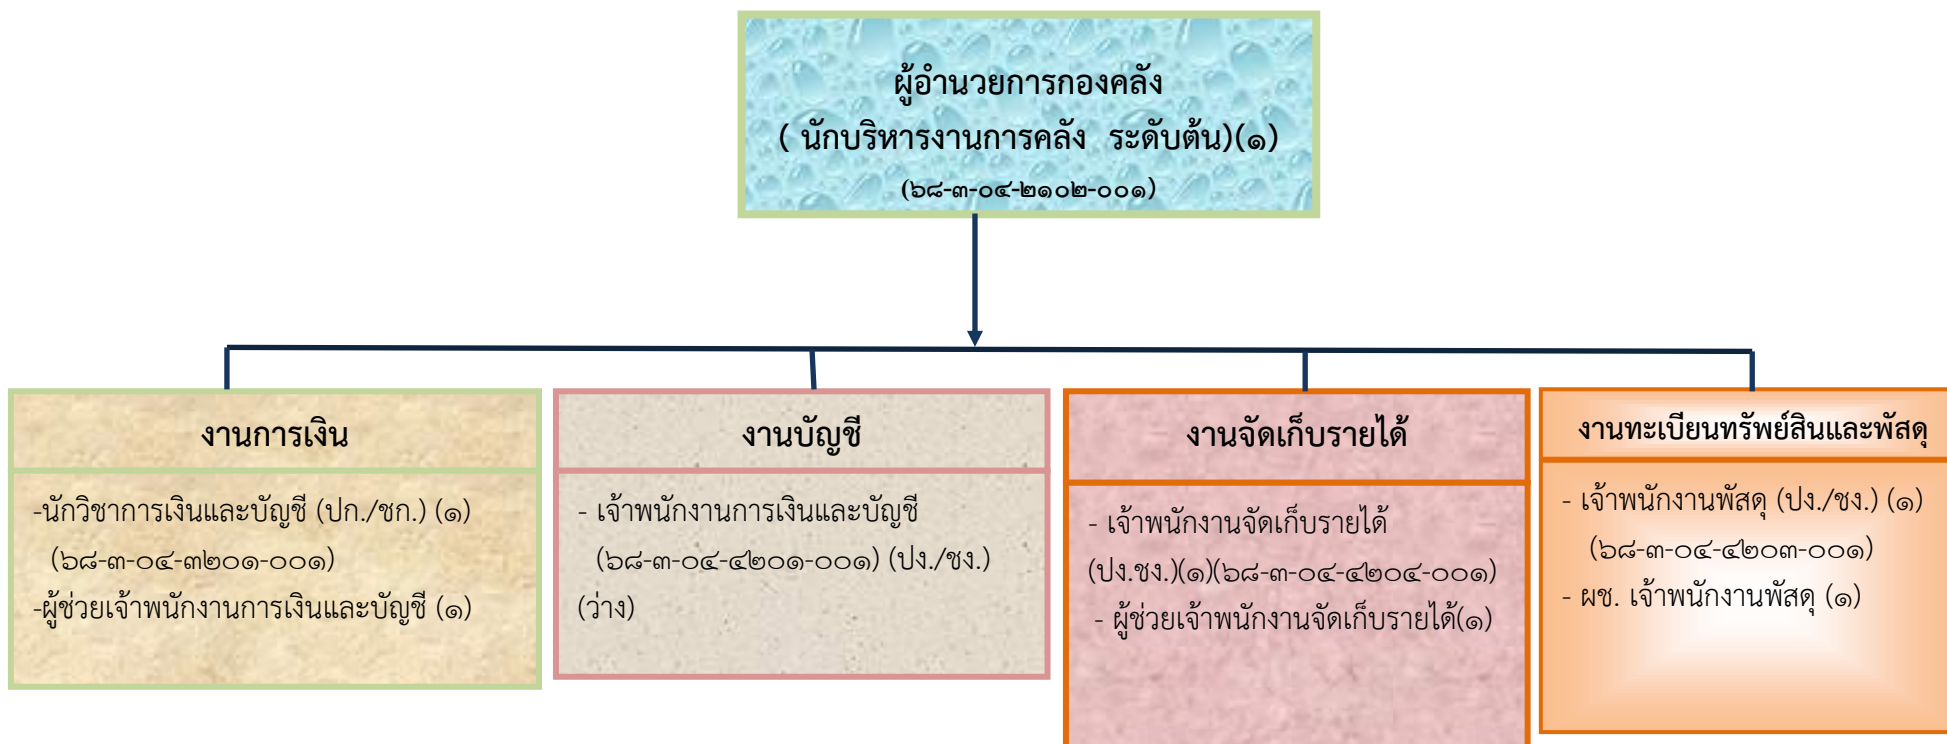 ผู้อำนวยการกองคลัง
( นักบริหารงานการคลัง ระดับต้น)(๑)
(๖๘-๓-๐๔-๒๑๐๒-๐๐๑)
งานการเงิน
-นักวิชาการเงินและบัญชี (ปก./ชก.) (๑)
(๖๘-๓-๐๔-๓๒๐๑-๐๐๑)
-ผู้ช่วยเจ้าพนักงานการเงินและบัญชี (๑)
งานบัญชี
- เจ้าพนักงานการเงินและบัญชี
(๖๘-๓-๐๔-๔๒๐๑-๐๐๑) (ปง./ชง.)
(ว่าง)
งานจัดเก็บรายได้
- เจ้าพนักงานจัดเก็บรายได้
(ปง.ชง.)(๑)(๖๘-๓-๐๔-๔๒๐๔-๐๐๑)
- ผู้ช่วยเจ้าพนักงานจัดเก็บรายได้(๑)
งานทะเบียนทรัพย์สินและพัสดุ
- เจ้าพนักงานพัสดุ (ปง./ชง.) (๑)
(๖๘-๓-๐๔-๔๒๐๓-๐๐๑)
- ผช. เจ้าพนักงานพัสดุ (๑)